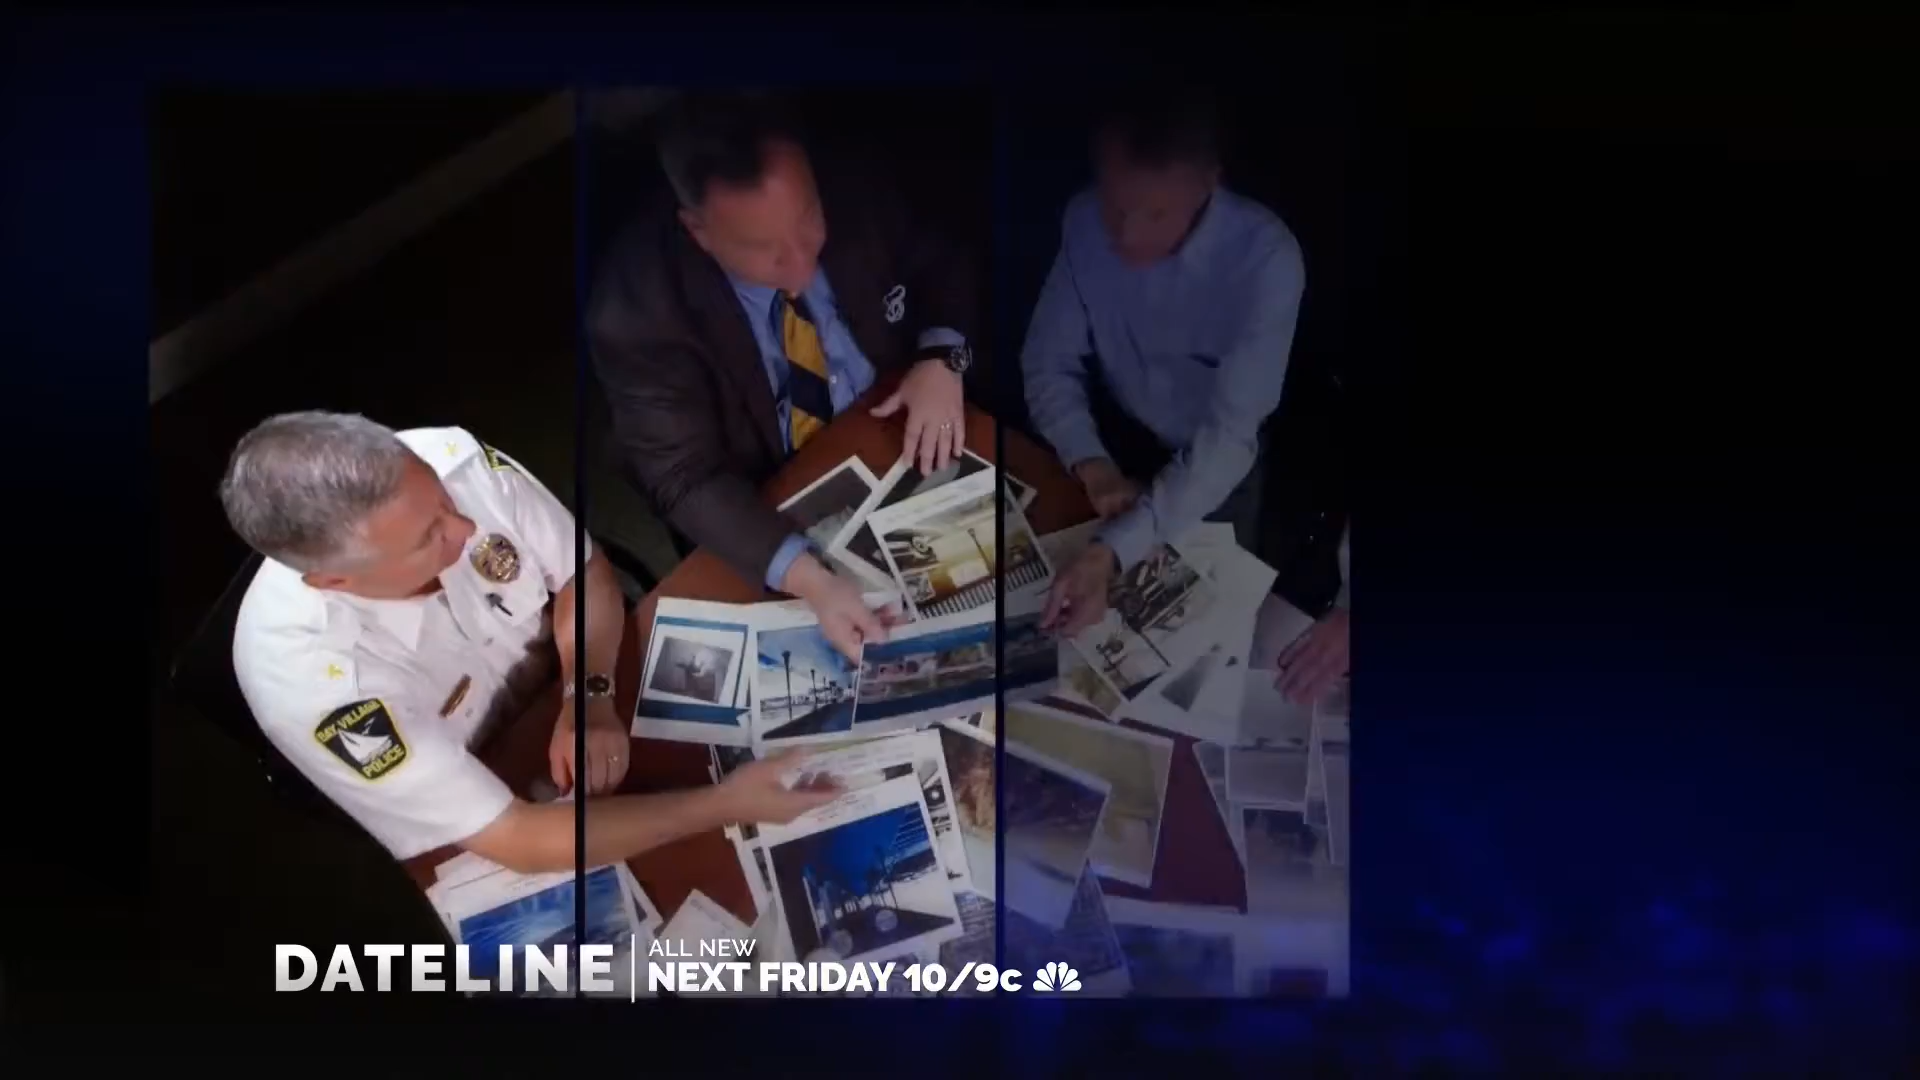 BAY VILLAGE
POLICE
DATELINE
ALL NEW
NEXT FRIDAY 10/9c